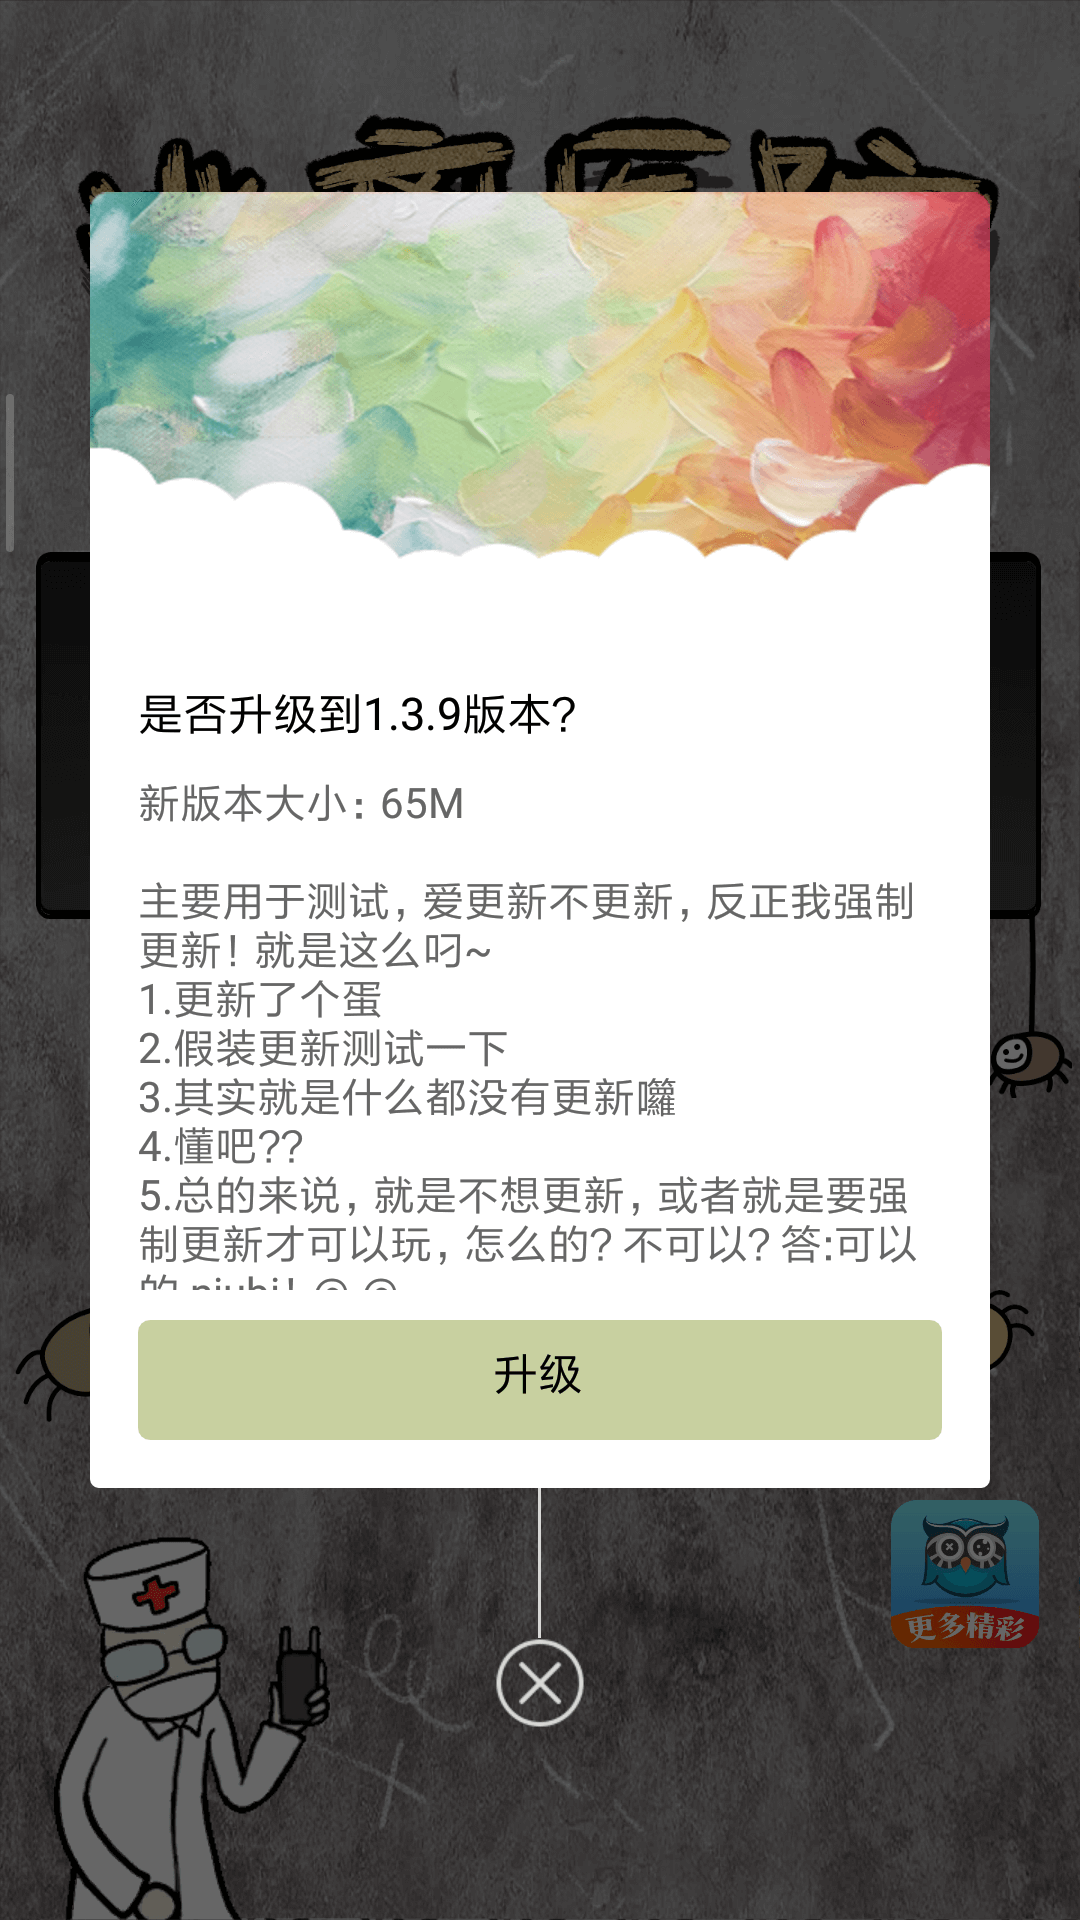 是否升级到1.3.9版本?
新版本大小: 65M
主要用于测试, 爱更新不更新, 反正我强制
更新! 就是这么叼~
1.更新了个蛋
2.假装更新测试一下
3.其实就是什么都没有更新囖
4.懂吧??
5.总的来说, 就是不想更新, 或者就是要强
制更新才可以玩, 怎么的? 不可以? 答:可以
升级
更多精彩